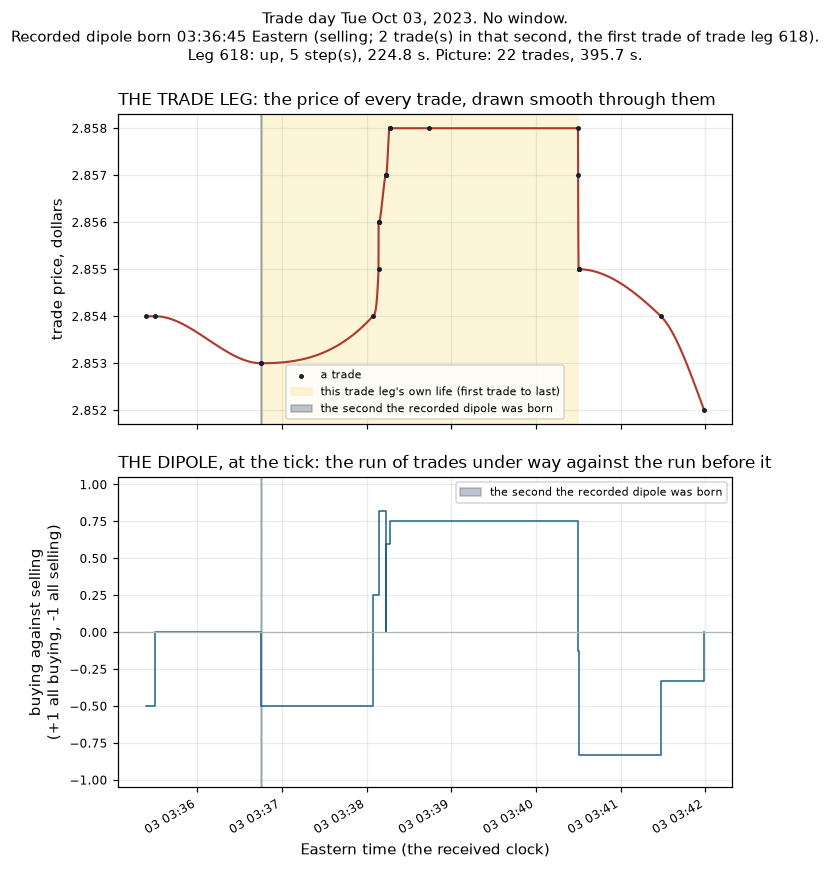 Trade day Tue Oct 03, 2023. No window.
Recorded dipole born 03:36:45 Eastern (selling; 2 trade(s) in that second, the first trade of trade leg 618).
Leg 618: up, 5 step(s), 224.8 s. Picture: 22 trades, 395.7 s.
THE TRADE LEG: the price of every trade, drawn smooth through them
trade price, dollars
2.858
2.857
2.856
2.855
2.854
2.853
2.852
a trade
this trade leg's own life (first trade to last)
the second the recorded dipole was born
THE DIPOLE, at the tick: the run of trades under way against the run before it
the second the recorded dipole was born
buying against selling
(+1 all buying, -1 all selling)
1.00
0.75
0.50
0.25
0.00
−0.25
−0.50
−0.75
−1.00
03 03:36
03 03:37
03 03:38
03 03:39
03 03:40
03 03:41
03 03:42
Eastern time (the received clock)